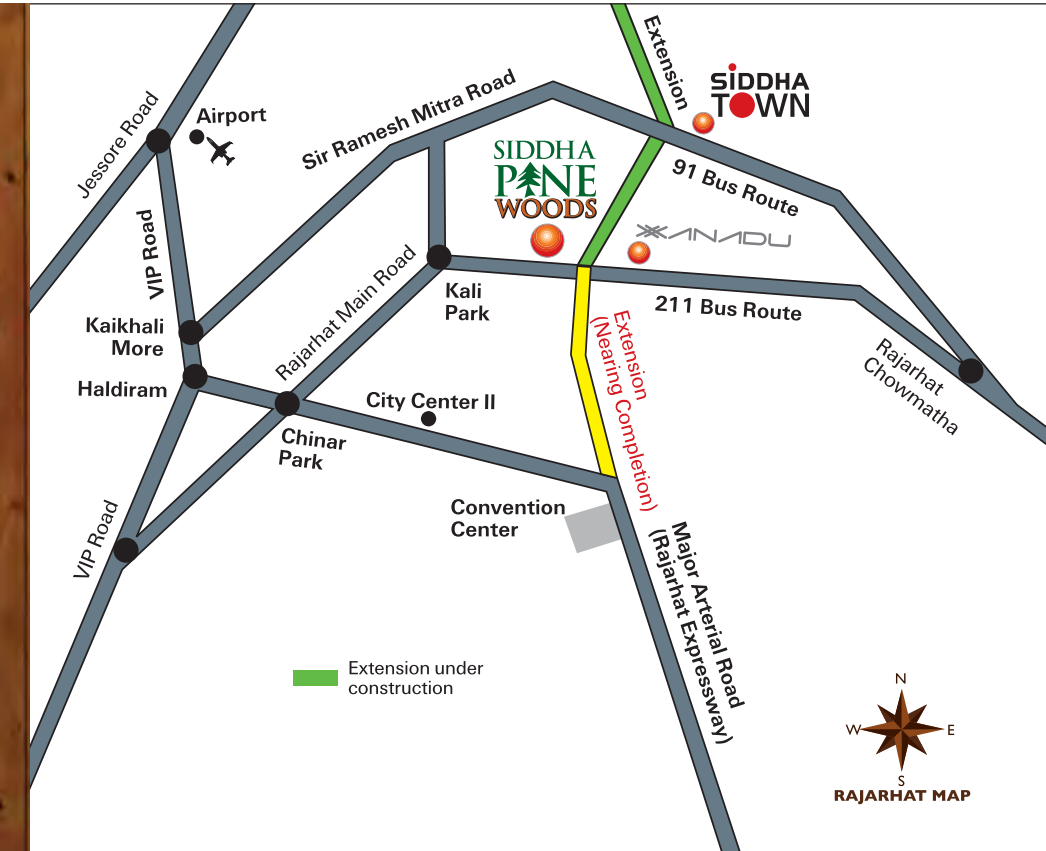 Extension
SiDDHA
TOWN
Jessore Road
Airport
Sir Ramesh Mitra Road
SIDDHA
PINE
WOODS
91 Bus Route
XANADU
VIP Road
Rajarhat Main Road
Kali
Park
211 Bus Route
Kaikhali
More
Haldiram
Extension
(Nearing Completion)
Rajarhat
Chowmatha
City Center II
Chinar
Park
Convention
Center
VIP Road
Major Arterial Road
(Rajarhat Expressway)
Extension under
construction
N
W
E
S
RAJARHAT MAP